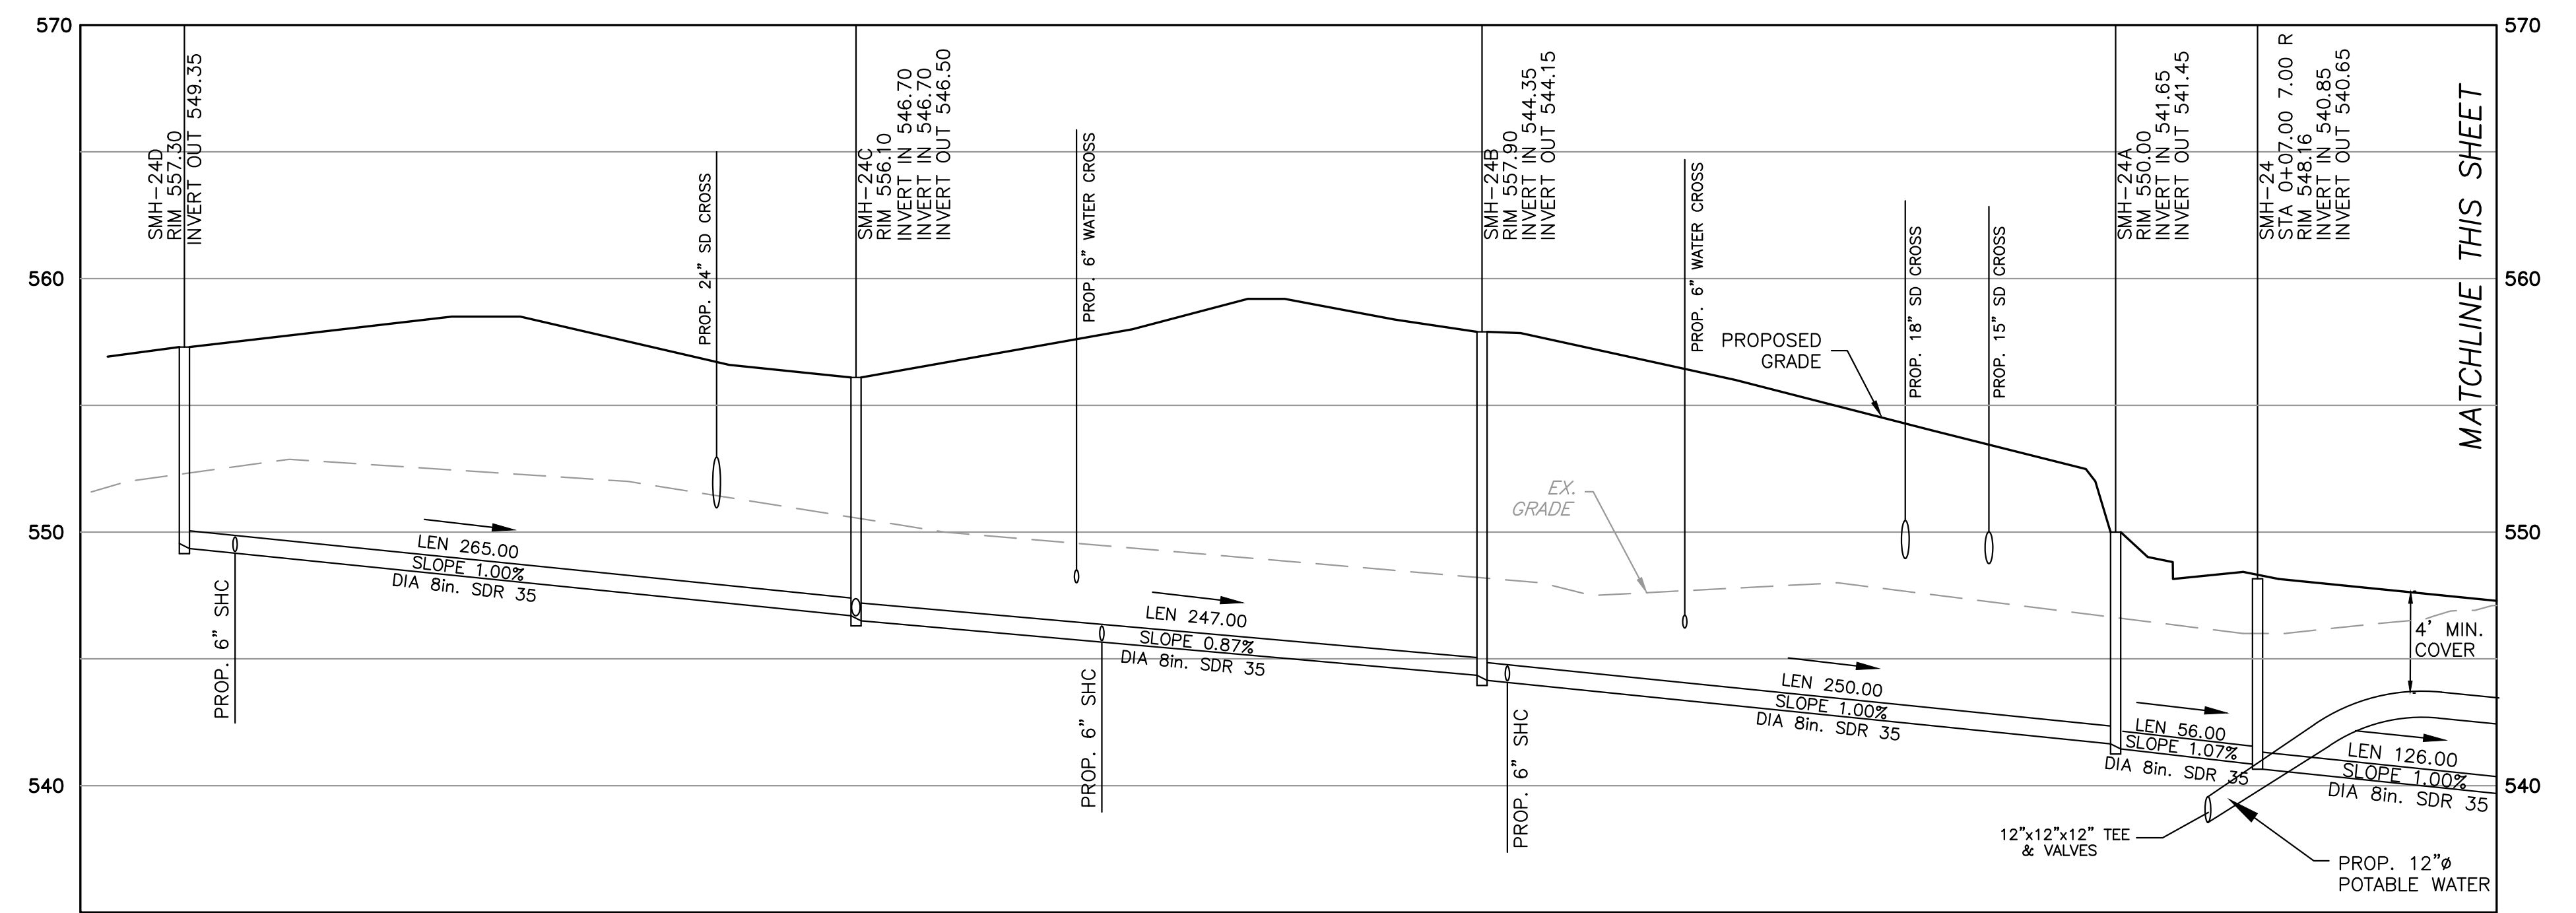 570
570
560
560
550
550
540
540
SMH-24D
RIM 557.30
INVERT OUT 549.35
PROP. 24" SD CROSS
SMH-24C
RIM 556.10
INVERT IN 546.70
INVERT IN 546.70
INVERT OUT 546.50
PROP. 6" WATER CROSS
SMH-24B
RIM 557.90
INVERT IN 544.35
INVERT OUT 544.15
PROP. 6" WATER CROSS
PROPOSED
GRADE
PROP. 18" SD CROSS
PROP. 15" SD CROSS
SMH-24A
RIM 550.00
INVERT IN 541.65
INVERT OUT 541.45
SMH-24
STA 0+07.00 7.00 R
RIM 548.16
INVERT IN 540.85
INVERT OUT 540.65
MATCHLINE THIS SHEET
EX.
GRADE
PROP. 6" SHC
LEN 265.00
SLOPE 1.00%
DIA 8in. SDR 35
PROP. 6" SHC
LEN 247.00
SLOPE 0.87%
DIA 8in. SDR 35
PROP. 6" SHC
LEN 250.00
SLOPE 1.00%
DIA 8in. SDR 35
LEN 56.00
SLOPE 1.07%
DIA 8in. SDR 35
4' MIN.
COVER
LEN 126.00
SLOPE 1.00%
DIA 8in. SDR 35
12"x12"x12" TEE
& VALVES
PROP. 12"ø
POTABLE WATER